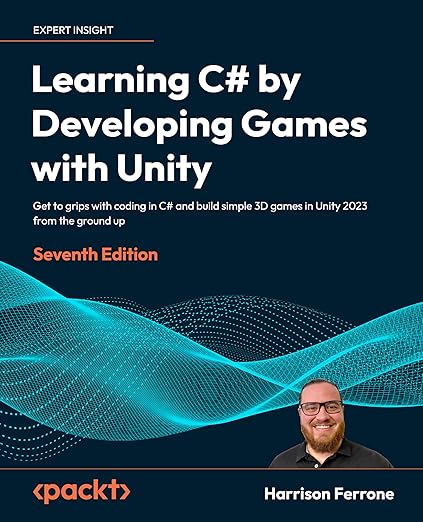 EXPERT INSIGHT
Learning C# by
Developing Games
with Unity
Get to grips with coding in C# and build simple 3D games in Unity 2023
from the ground up
Seventh Edition
<packt>
Harrison Ferrone